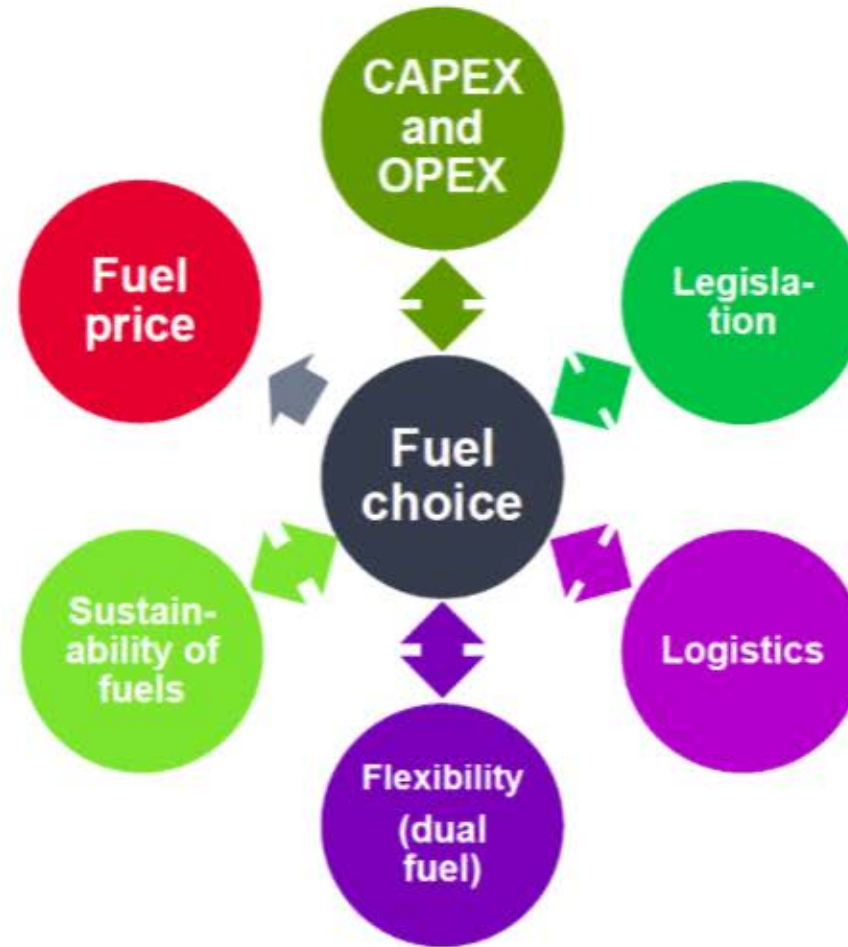 CAPEX
and
OPEX
Fuel
price
Legisla-
tion
Fuel
choice
Sustain-
ability of
fuels
Logistics
Flexibility
(dual
fuel)